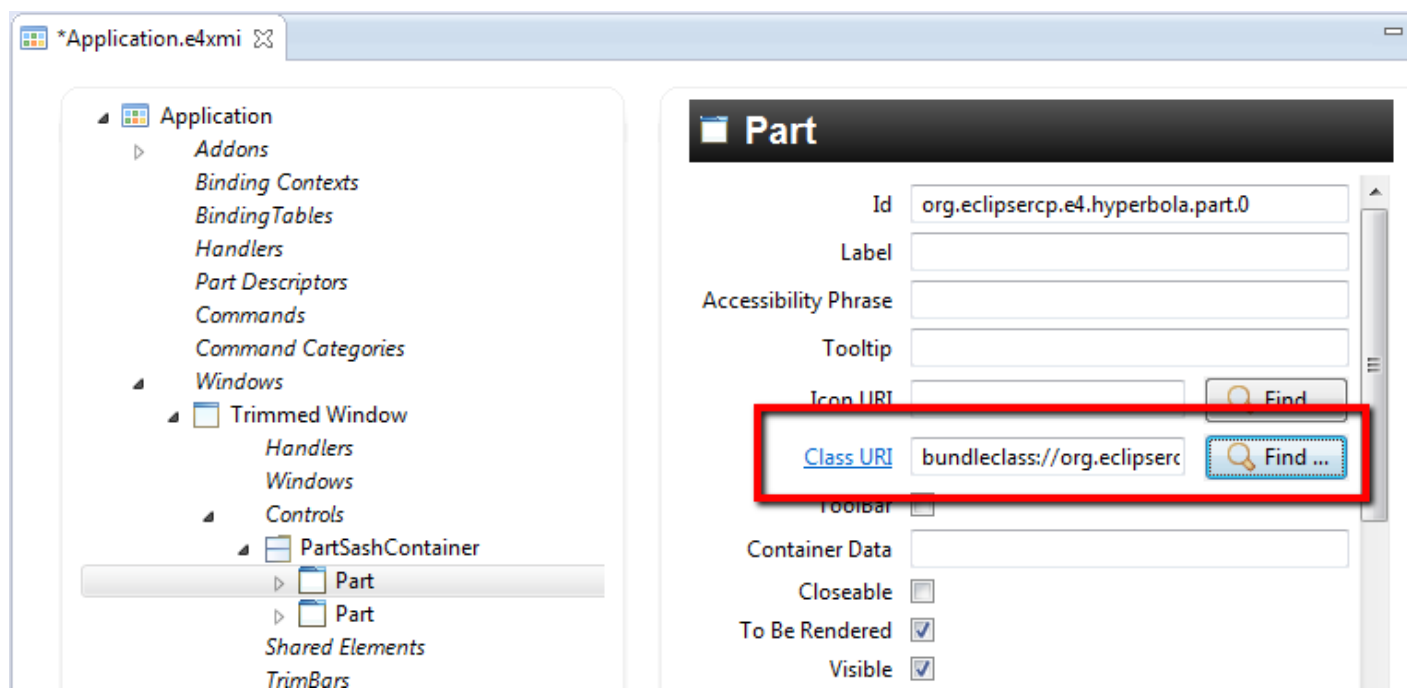 *Application.e4xmi
Application
Addons
Binding Contexts
BindingTables
Handlers
Part Descriptors
Commands
Command Categories
Windows
Trimmed Window
Handlers
Windows
Controls
PartSashContainer
Part
Part
Shared Elements
TrimBars
Part
Id org.eclipsercp.e4.hyperbola.part.0
Label
Accessibility Phrase
Tooltip
Icon URI Find
Class URI bundleclass://org.eclipserc Find ...
ToolBar
Container Data
Closeable
To Be Rendered
Visible